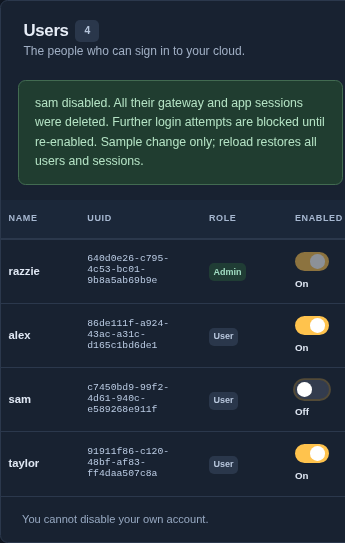 Users 4
The people who can sign in to your cloud.
sam disabled. All their gateway and app sessions
were deleted. Further login attempts are blocked until
re-enabled. Sample change only; reload restores all
users and sessions.
NAME UUID ROLE ENABLED
razzie 640d0e26-c795-
4c53-bc01-
9b8a5ab69b9e Admin On
alex 86de111f-a924-
43ac-a31c-
d165c1bd6de1 User On
sam c7450bd9-99f2-
4d61-940c-
e589268e911f User Off
taylor 91911f86-c120-
48bf-af83-
ff4daa507c8a User On
You cannot disable your own account.